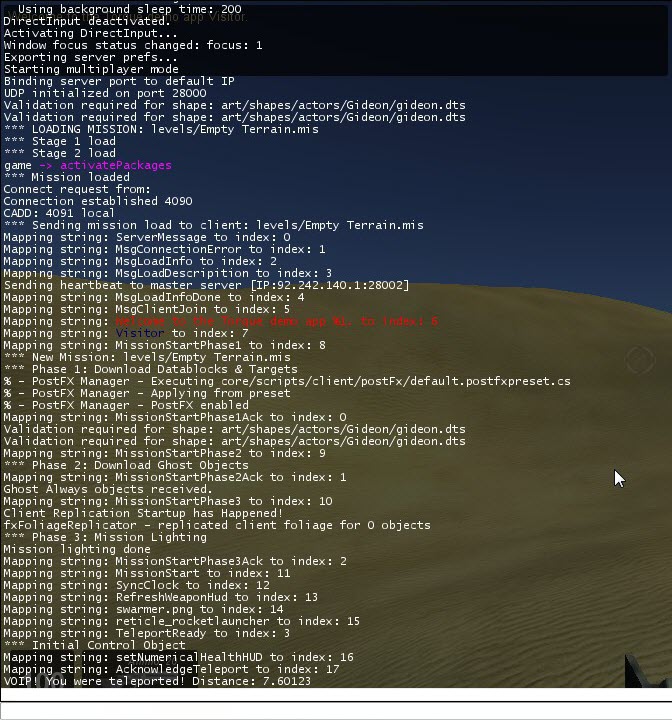 Using background sleep time: 200
DirectInput deactivated.
Activating DirectInput...
Window focus status changed: focus: 1
Exporting server prefs...
Starting multiplayer mode
Binding server port to default IP
UDP initialized on port 28000
Validation required for shape: art/shapes/actors/Gideon/gideon.dts
Validation required for shape: art/shapes/actors/Gideon/gideon.dts
*** LOADING MISSION: levels/Empty Terrain.mis
*** Stage 1 load
*** Stage 2 load
game -> activatePackages
*** Mission loaded
Connect request from:
Connection established 4090
CADD: 4091 local
*** Sending mission load to client: levels/Empty Terrain.mis
Mapping string: ServerMessage to index: 0
Mapping string: MsgConnectionError to index: 1
Mapping string: MsgLoadInfo to index: 2
Mapping string: MsgLoadDescripition to index: 3
Sending heartbeat to master server [IP:92.242.140.1:28002]
Mapping string: MsgLoadInfoDone to index: 4
Mapping string: MsgClientJoin to index: 5
Mapping string: Welcome to the Torque demo app %1. to index: 6
Mapping string: Visitor to index: 7
Mapping string: MissionStartPhase1 to index: 8
*** New Mission: levels/Empty Terrain.mis
*** Phase 1: Download Datablocks & Targets
% - PostFX Manager - Executing core/scripts/client/postFx/default.postfxpreset.cs
% - PostFX Manager - Applying from preset
% - PostFX Manager - PostFX enabled
Mapping string: MissionStartPhase1Ack to index: 0
Validation required for shape: art/shapes/actors/Gideon/gideon.dts
Validation required for shape: art/shapes/actors/Gideon/gideon.dts
Mapping string: MissionStartPhase2 to index: 9
*** Phase 2: Download Ghost Objects
Mapping string: MissionStartPhase2Ack to index: 1
Ghost Always objects received.
Mapping string: MissionStartPhase3 to index: 10
Client Replication Startup has Happened!
fxFoliageReplicator - replicated client foliage for 0 objects
*** Phase 3: Mission Lighting
Mission lighting done
Mapping string: MissionStartPhase3Ack to index: 2
Mapping string: MissionStart to index: 11
Mapping string: SyncClock to index: 12
Mapping string: RefreshWeaponHud to index: 13
Mapping string: swarmer.png to index: 14
Mapping string: reticle_rocketlauncher to index: 15
Mapping string: TeleportReady to index: 3
*** Initial Control Object
Mapping string: setNumericalHealthHUD to index: 16
Mapping string: AcknowledgeTeleport to index: 17
VOIP! You were teleported! Distance: 7.60123